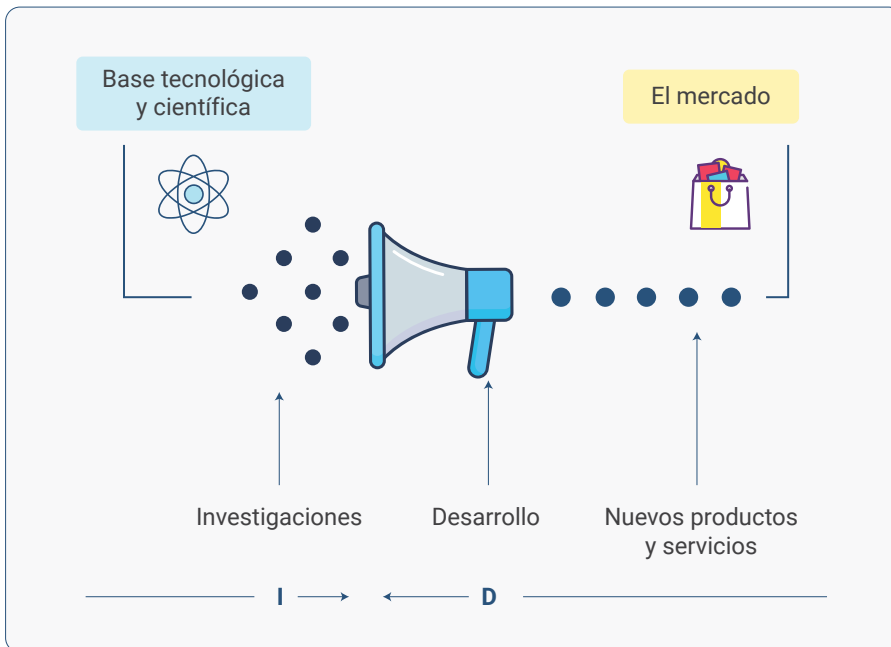 Base tecnológica
y científica
El mercado
Investigaciones
Desarrollo
Nuevos productos
y servicios
I
D